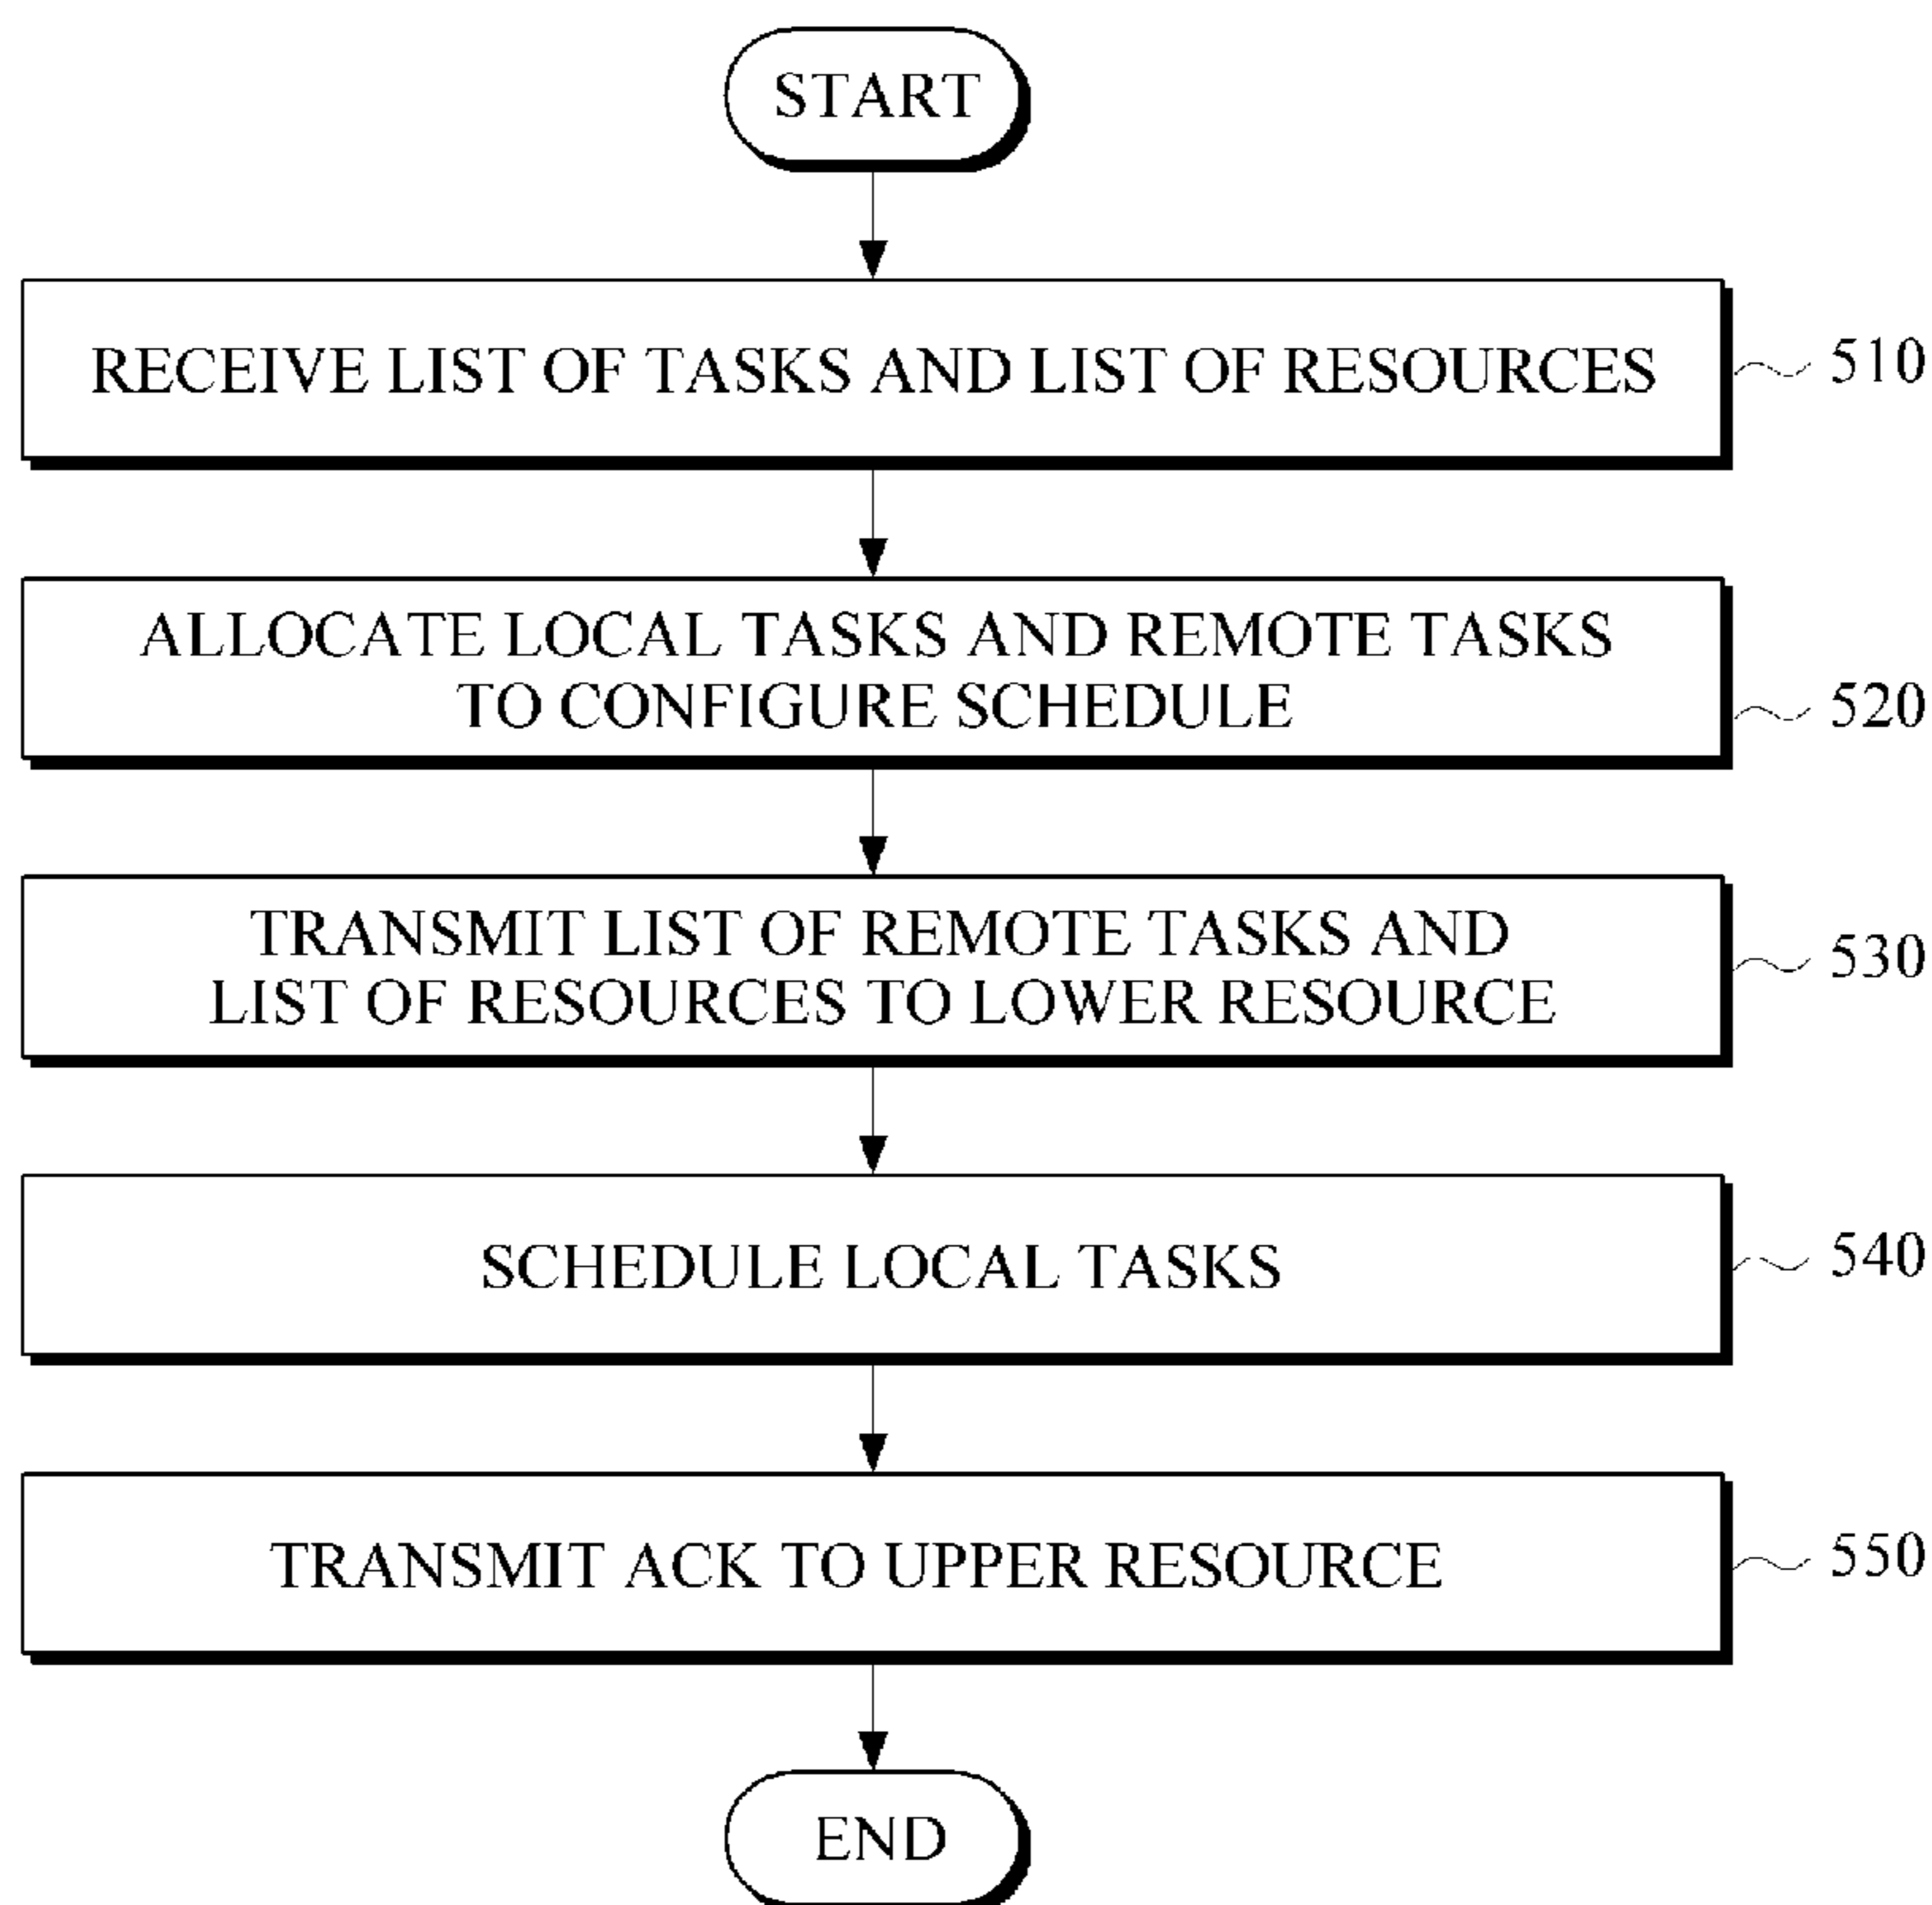 START
RECEIVE LIST OF TASKS AND LIST OF RESOURCES
510
ALLOCATE LOCAL TASKS AND REMOTE TASKS
TO CONFIGURE SCHEDULE
520
TRANSMIT LIST OF REMOTE TASKS AND
LIST OF RESOURCES TO LOWER RESOURCE
530
SCHEDULE LOCAL TASKS
540
TRANSMIT ACK TO UPPER RESOURCE
550
END